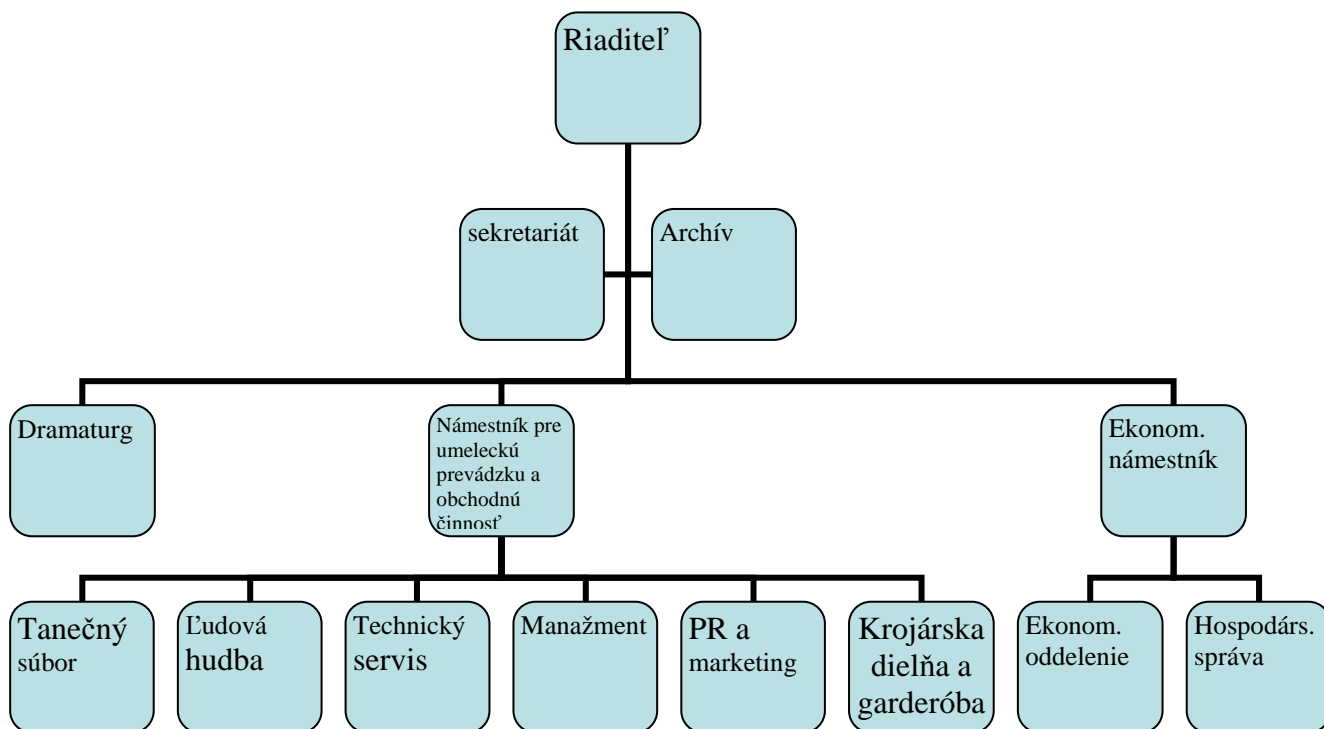 Riaditeľ
sekretariát
Archív
Dramaturg
Námestník pre
umeleckú
prevádzku a
obchodnú
činnosť
Ekonom.
námestník
Tanečný
súbor
Ľudová
hudba
Technický
servis
Manažment
PR a
marketing
Krojárska
dielňa a
garderóba
Ekonom.
oddelenie
Hospodárs.
správa